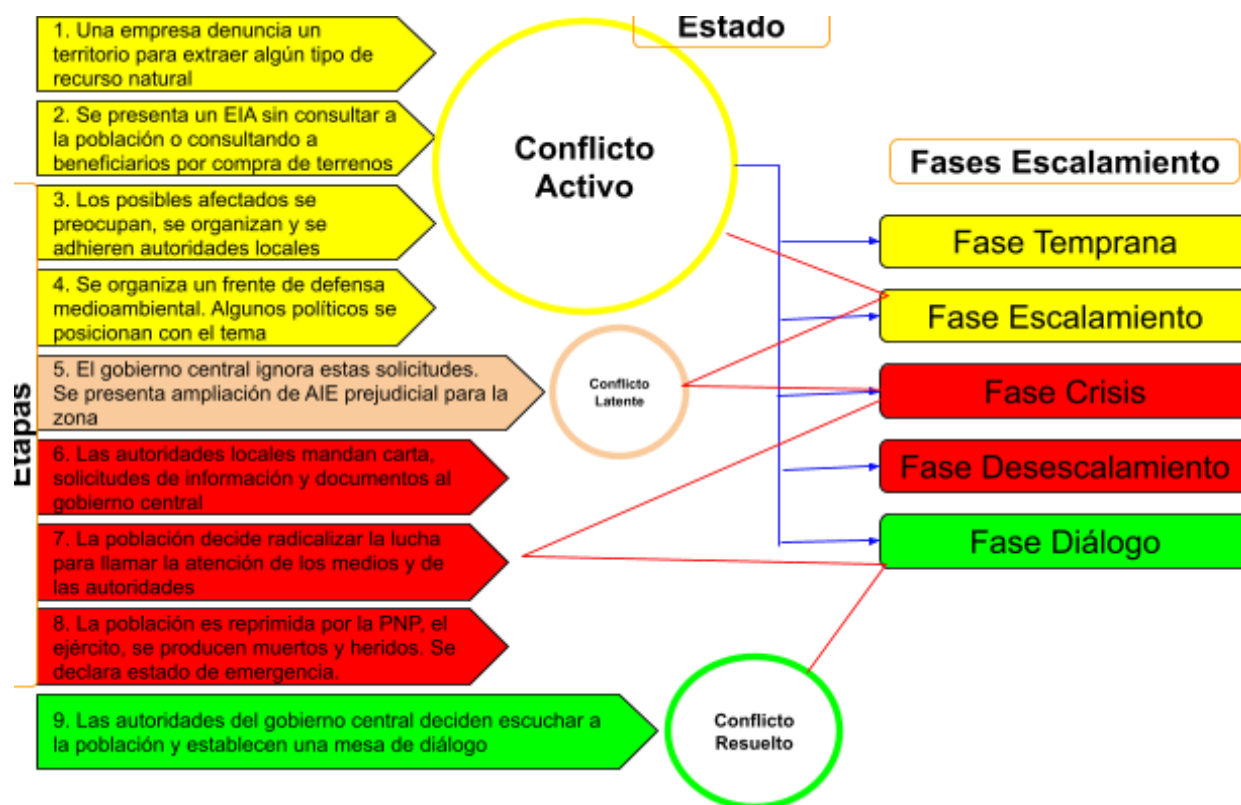 Estado
1. Una empresa denuncia un
territorio para extraer algún tipo de
recurso natural
2. Se presenta un EIA sin consultar a
la población o consultando a
beneficiarios por compra de terrenos
3. Los posibles afectados se
preocupan, se organizan y se
adhieren autoridades locales
4. Se organiza un frente de defensa
medioambiental. Algunos políticos se
posicionan con el tema
5. El gobierno central ignora estas solicitudes.
Se presenta ampliación de AIE prejudicial para la
zona
6. Las autoridades locales mandan carta,
solicitudes de información y documentos al
gobierno central
7. La población decide radicalizar la lucha
para llamar la atención de los medios y de
las autoridades
8. La población es reprimida por la PNP, el
ejército, se producen muertos y heridos. Se
declara estado de emergencia.
9. Las autoridades del gobierno central deciden escuchar a
la población y establecen una mesa de diálogo
Etapas
Conflicto
Activo
Conflicto
Latente
Conflicto
Resuelto
Fases Escalamiento
Fase Temprana
Fase Escalamiento
Fase Crisis
Fase Desescalamiento
Fase Diálogo